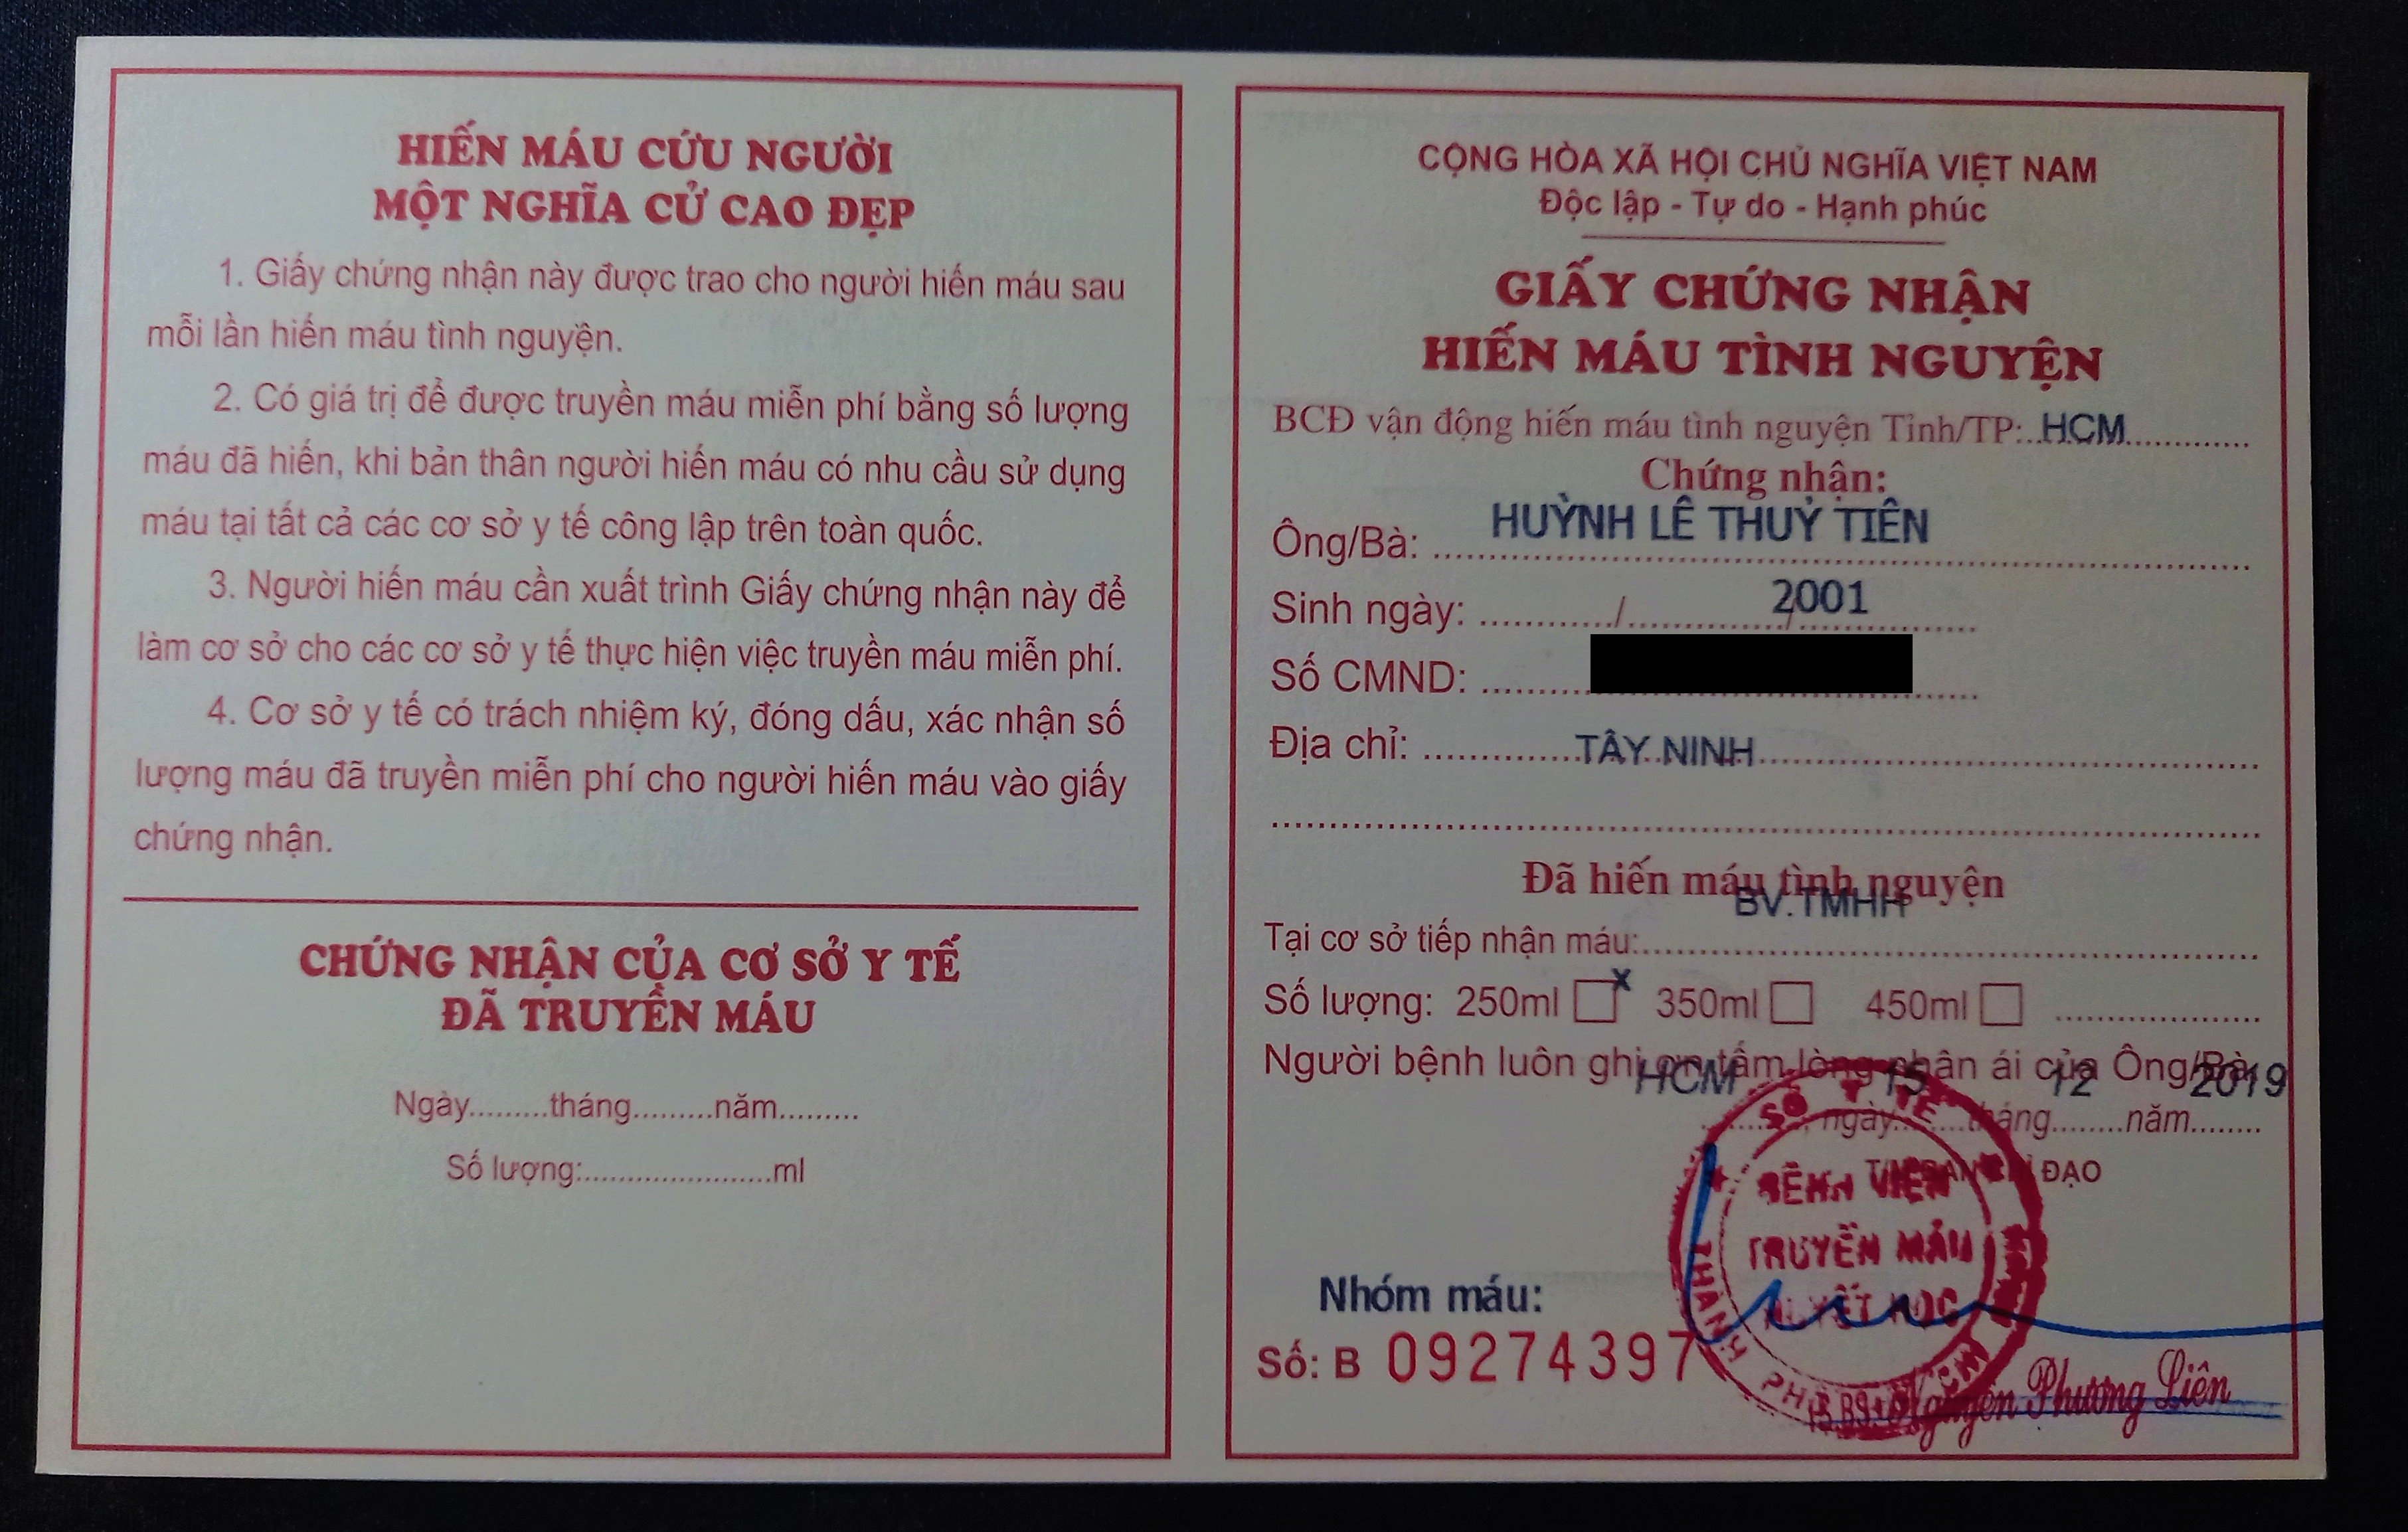 HIẾN MÁU CỨU NGƯỜI
MỘT NGHĨA CỬ CAO ĐẸP
1. Giấy chứng nhận này được trao cho người hiến máu sau
mỗi lần hiến máu tình nguyện.
2. Có giá trị để được truyền máu miễn phí bằng số lượng
máu đã hiến, khi bản thân người hiến máu có nhu cầu sử dụng
máu tại tất cả các cơ sở y tế công lập trên toàn quốc.
3. Người hiến máu cần xuất trình Giấy chứng nhận này để
làm cơ sở cho các cơ sở y tế thực hiện việc truyền máu miễn phí.
4. Cơ sở y tế có trách nhiệm ký, đóng dấu, xác nhận số
lượng máu đã truyền miễn phí cho người hiến máu vào giấy
chứng nhận.
CHỨNG NHẬN CỦA CƠ SỞ Y TẾ
ĐÃ TRUYỀN MÁU
Ngày.........tháng.........năm.........
Số lượng:.......................ml
CỘNG HÒA XÃ HỘI CHỦ NGHĨA VIỆT NAM
Độc lập - Tự do - Hạnh phúc
GIẤY CHỨNG NHẬN
HIẾN MÁU TÌNH NGUYỆN
BCĐ vận động hiến máu tình nguyện Tỉnh/TP: HCM
Chứng nhận:
Ông/Bà: HUỲNH LÊ THUỲ TIÊN
Sinh ngày: ............/............../ 2001
Số CMND:
Địa chỉ: TÂY NINH
Đã hiến máu tình nguyện
Tại cơ sở tiếp nhận máu: BV.TMHH
Số lượng: 250ml x 350ml 450ml
Người bệnh luôn ghi ơn tấm lòng nhân ái của Ông/Bà
HCM, ngày 15 tháng 12 năm 2019
T/M BAN CHỈ ĐẠO
SỞ Y TẾ
BỆNH VIỆN
TRUYỀN MÁU
HUYẾT HỌC
THÀNH PHỐ
Nhóm máu:
Số: B 09274397
Nguyễn Phương Liên